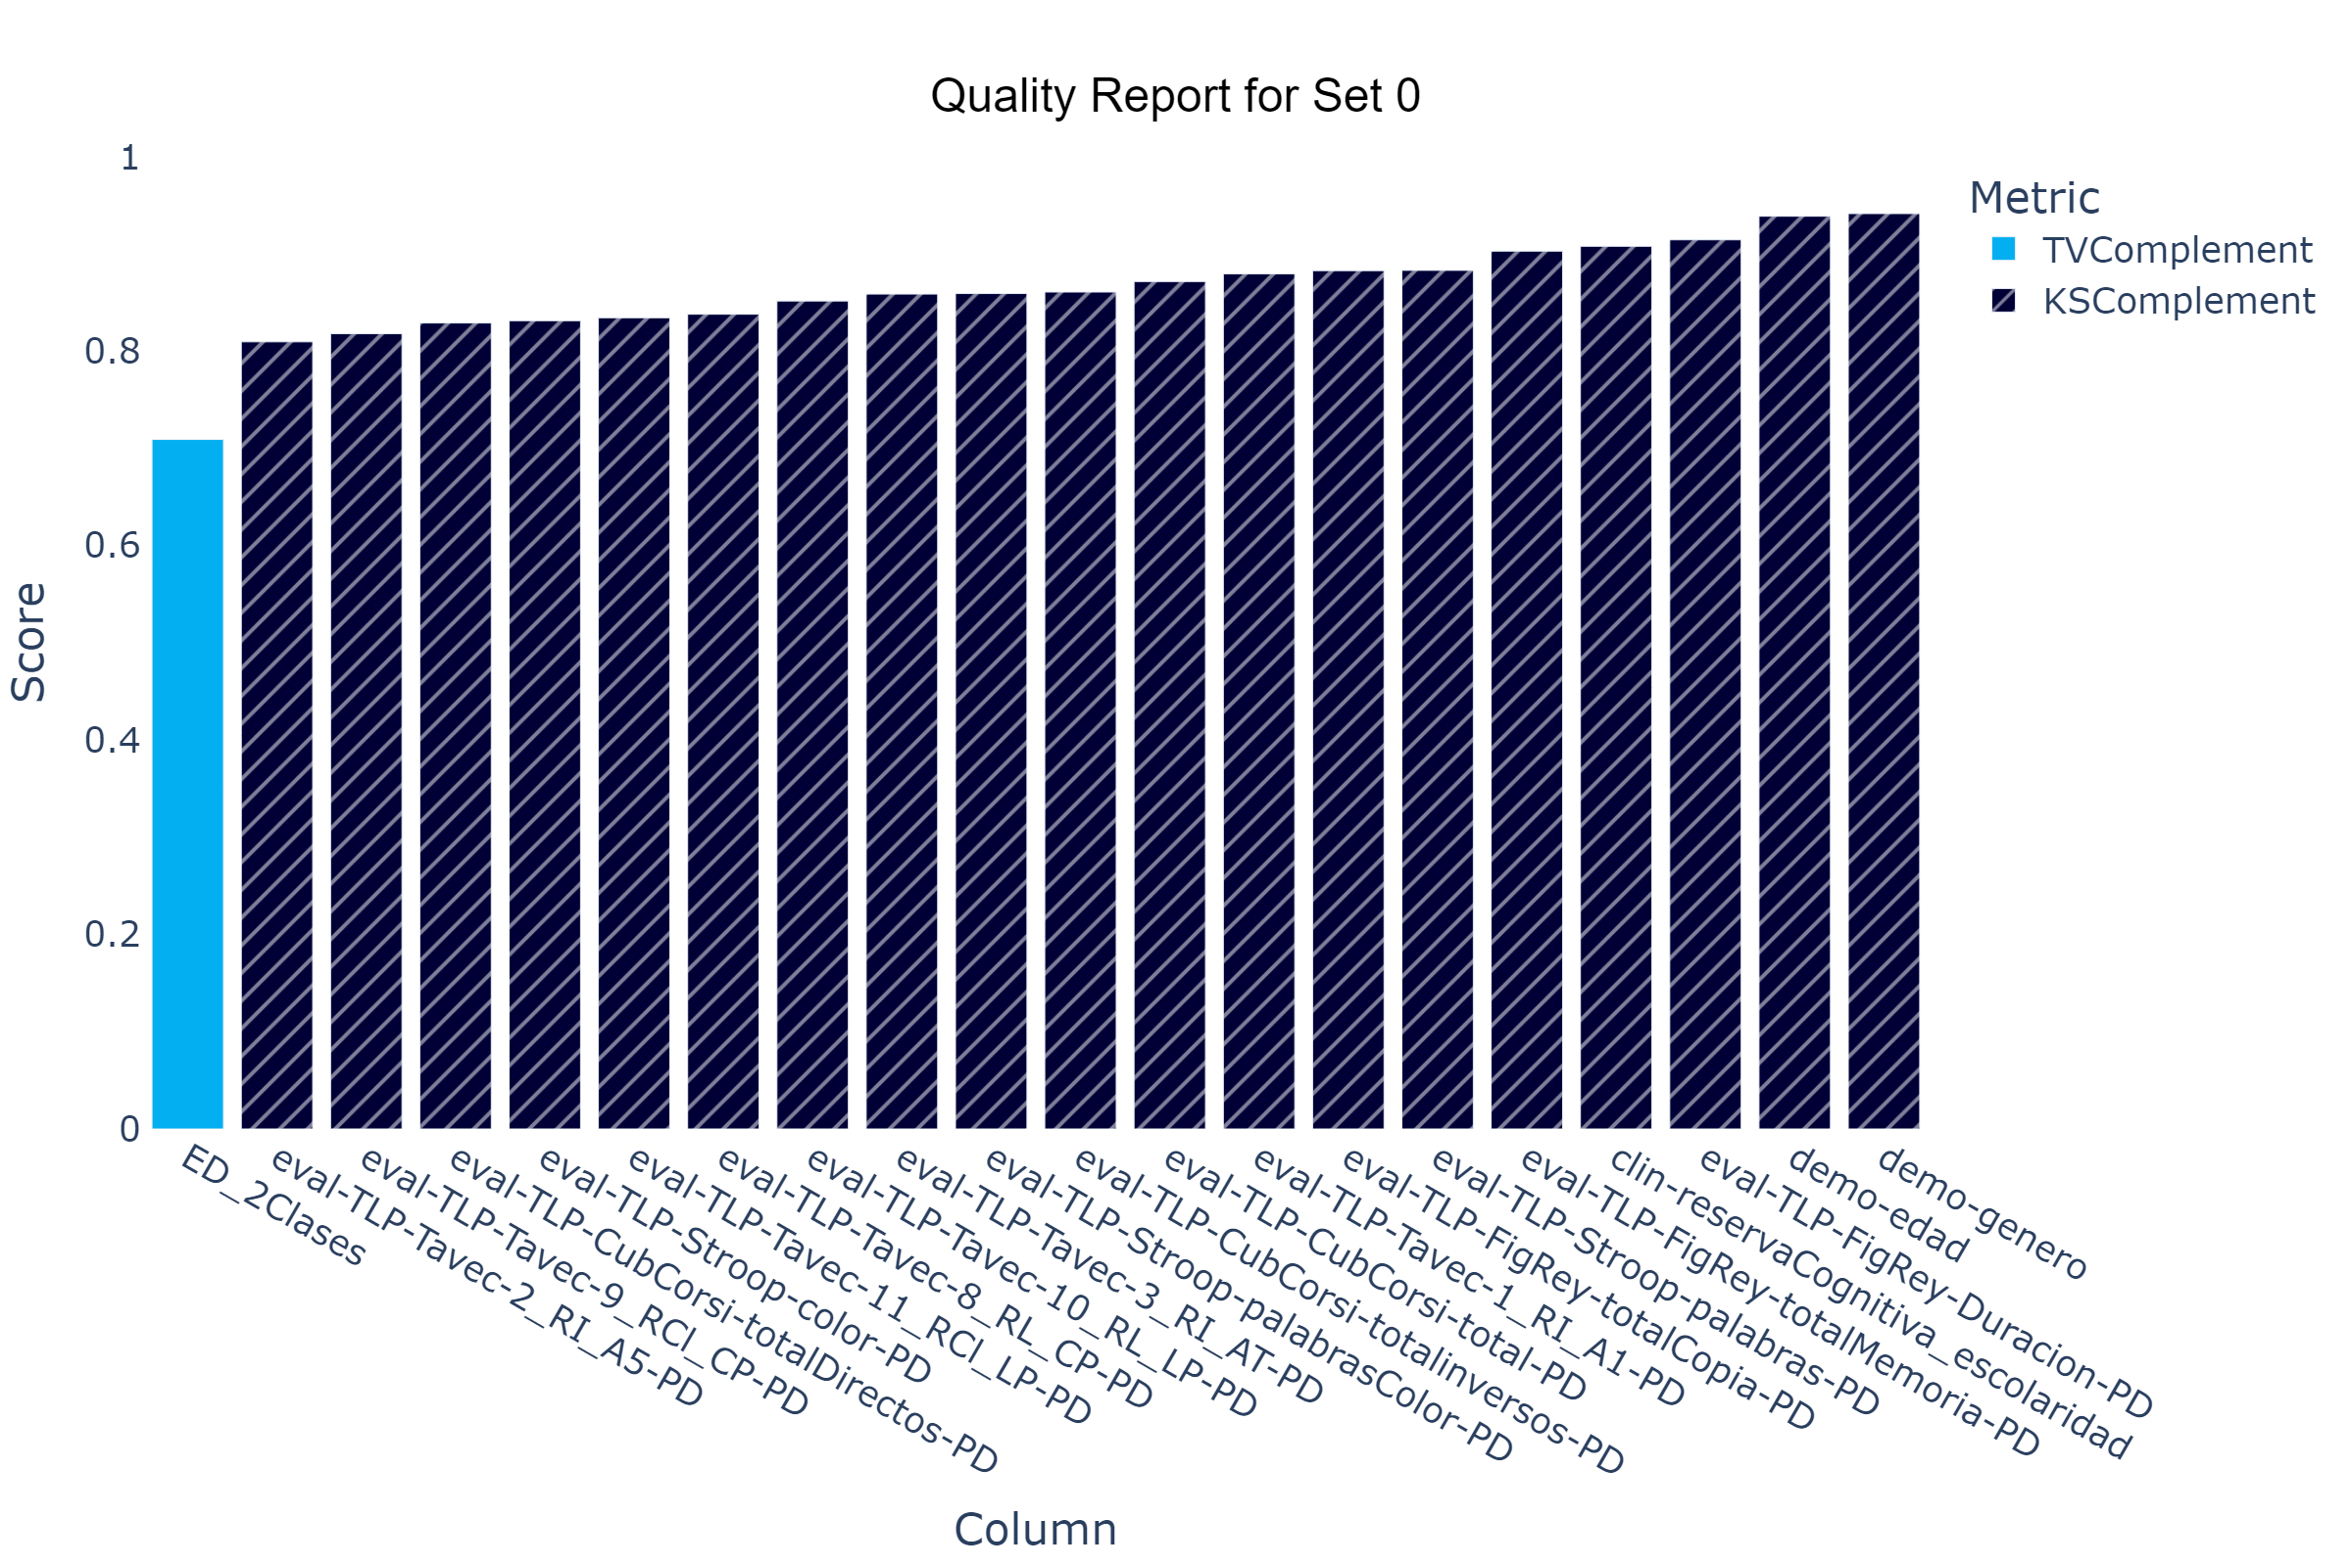 Quality Report for Set 0
1
0.8
0.6
0.4
0.2
0
Score
Metric
TVComplement
KSComplement
ED_2Clases
eval-TLP-Tavec-2_RI_A5-PD
eval-TLP-Tavec-9_RCl_CP-PD
eval-TLP-CubCorsi-totalDirectos-PD
eval-TLP-Stroop-color-PD
eval-TLP-Tavec-11_RCl_LP-PD
eval-TLP-Tavec-8_RL_CP-PD
eval-TLP-Tavec-10_RL_LP-PD
eval-TLP-Tavec-3_RI_AT-PD
eval-TLP-Stroop-palabrasColor-PD
eval-TLP-CubCorsi-totalinversos-PD
eval-TLP-CubCorsi-total-PD
eval-TLP-Tavec-1_RI_A1-PD
eval-TLP-FigRey-totalCopia-PD
eval-TLP-Stroop-palabras-PD
eval-TLP-FigRey-totalMemoria-PD
clin-reservaCognitiva_escolaridad
eval-TLP-FigRey-Duracion-PD
demo-edad
demo-genero
Column